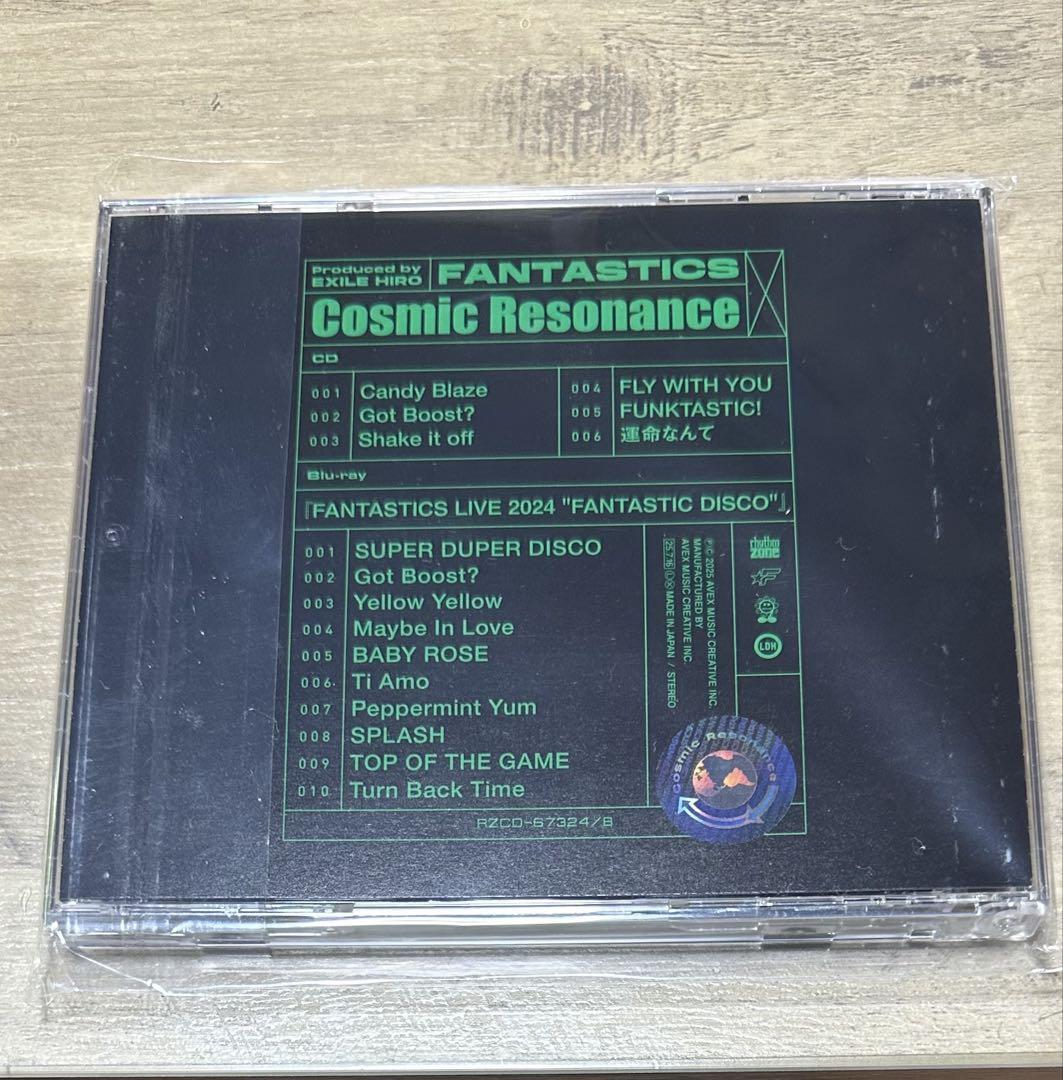 Produced by
EXILE HIRO
FANTASTICS
Cosmic Resonance
CD
001 Candy Blaze
002 Got Boost?
003 Shake it off
004 FLY WITH YOU
005 FUNKTASTIC!
006 運命なんて
Blu-ray
『FANTASTICS LIVE 2024 "FANTASTIC DISCO"』
001 SUPER DUPER DISCO
002 Got Boost?
003 Yellow Yellow
004 Maybe In Love
005 BABY ROSE
006 Ti Amo
007 Peppermint Yum
008 SPLASH
009 TOP OF THE GAME
010 Turn Back Time
Ⓟ© 2025 AVEX MUSIC CREATIVE INC.
MANUFACTURED BY
AVEX MUSIC CREATIVE INC.
MADE IN JAPAN / STEREO
rhythm
zone
LDH
Cosmic Resonance
RZCD-67324/B